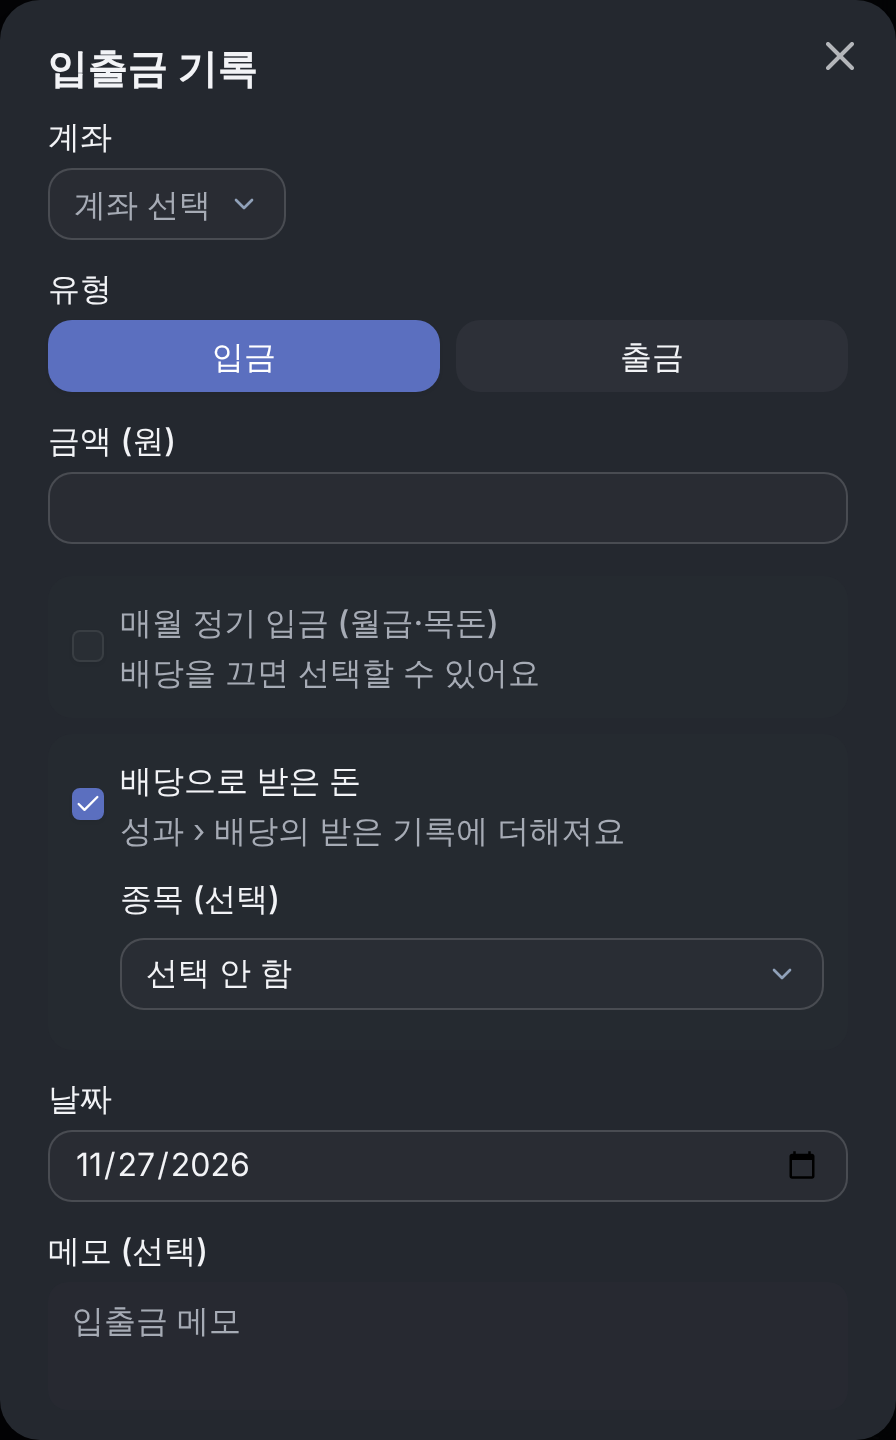 입출금 기록
계좌
계좌 선택
유형
입금 출금
금액 (원)
매월 정기 입금 (월급·목돈)
배당을 끄면 선택할 수 있어요
배당으로 받은 돈
성과 › 배당의 받은 기록에 더해져요
종목 (선택)
선택 안 함
날짜
11/27/2026
메모 (선택)
입출금 메모